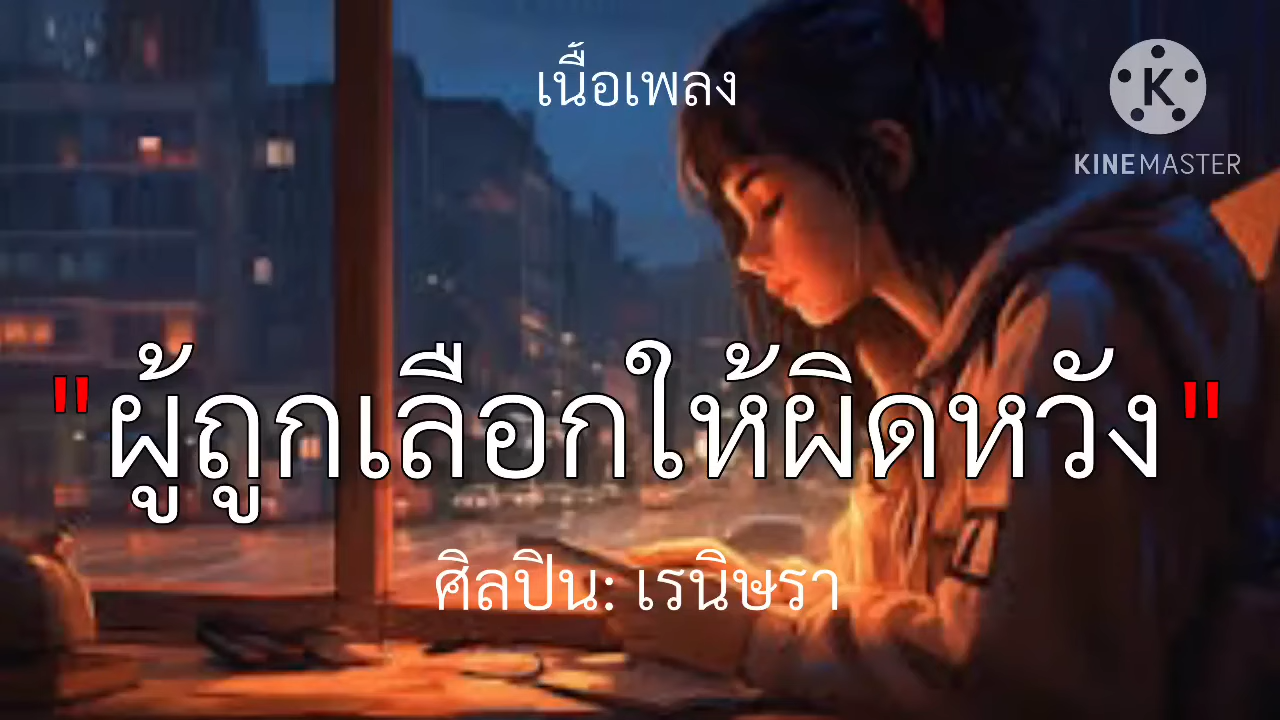 เนื้อเพลง
K
KINEMASTER
"ผู้ถูกเลือกให้ผิดหวัง"
ศิลปิน: เรนิษรา